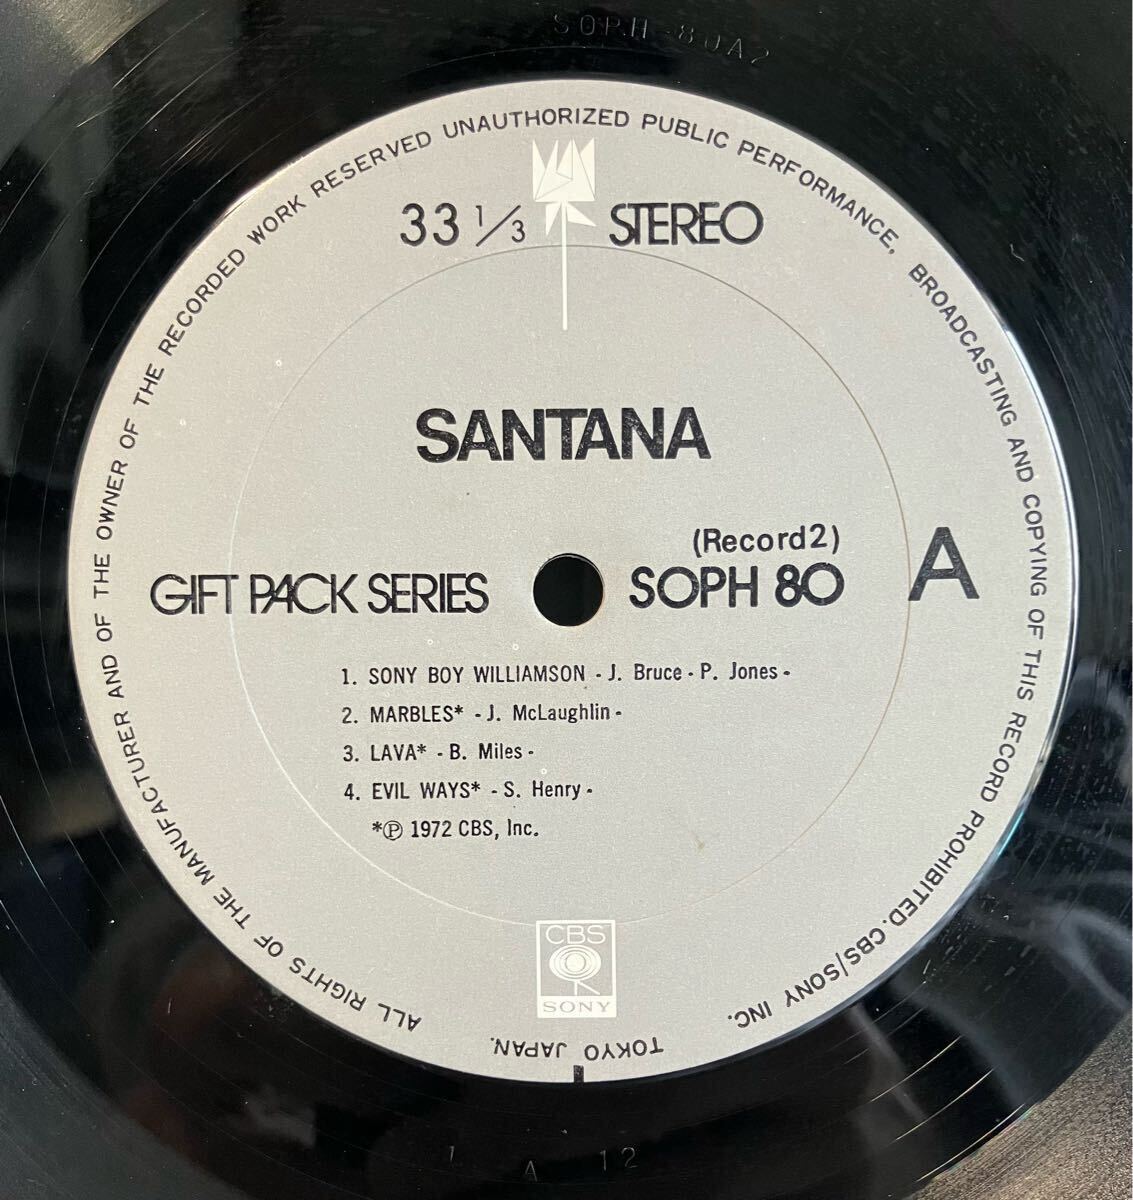 SOPH-80A2
ALL RIGHTS OF THE MANUFACTURER AND OF THE OWNER OF THE RECORDED WORK RESERVED UNAUTHORIZED PUBLIC PERFORMANCE, BROADCASTING AND COPYING OF THIS RECORD PROHIBITED. CBS/SONY INC.
TOKYO JAPAN.
33 1/3 STEREO
SANTANA
(Record2)
GIFT PACK SERIES SOPH 80 A
1. SONY BOY WILLIAMSON - J. Bruce - P. Jones -
2. MARBLES* - J. McLaughlin -
3. LAVA* - B. Miles -
4. EVIL WAYS* - S. Henry -
*Ⓟ 1972 CBS, Inc.
CBS
SONY
1 A 12